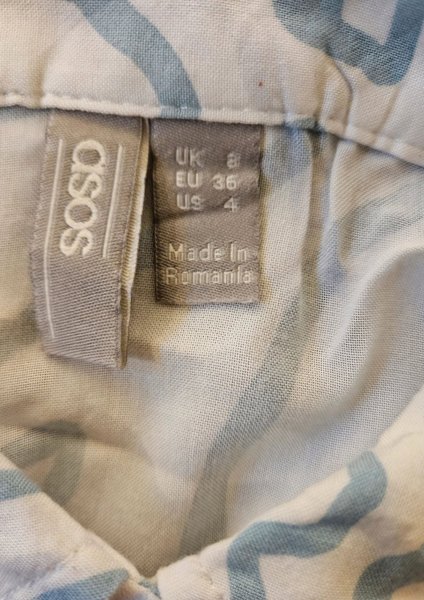 asos
UK 8
EU 36
US 4
Made in
Romania